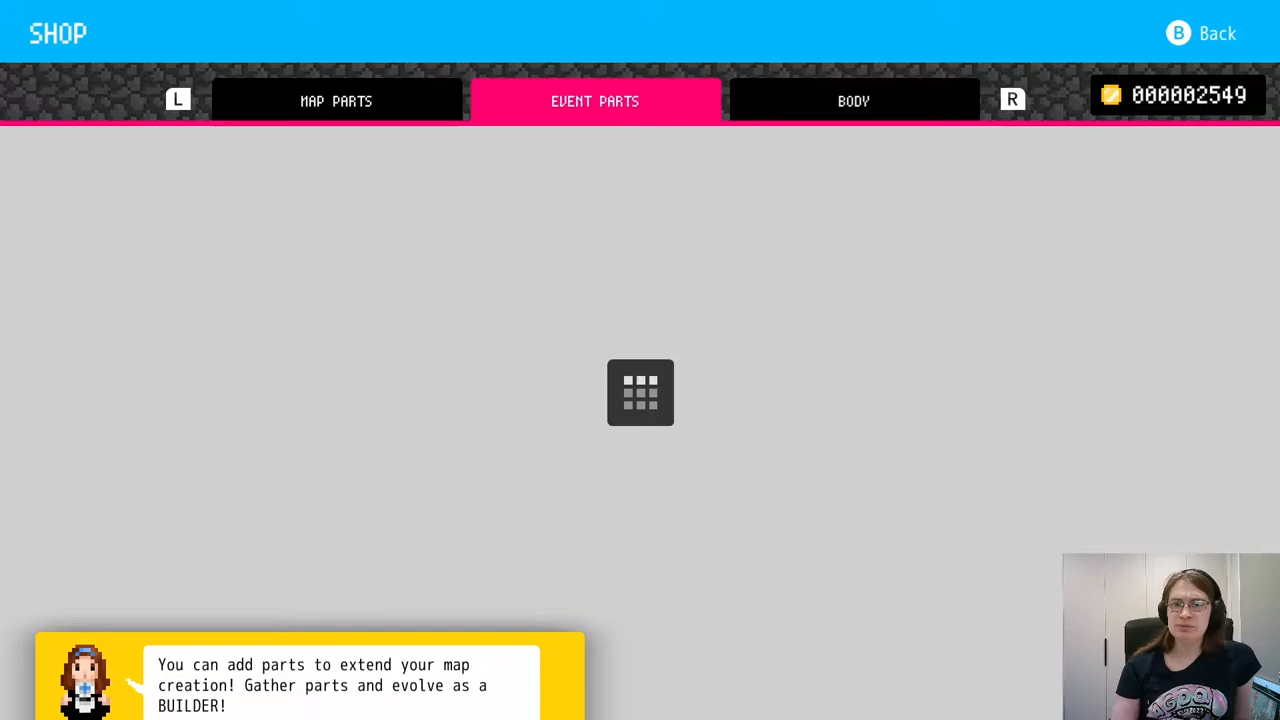 SHOP
B Back
L
MAP PARTS
EVENT PARTS
BODY
R
000002549
You can add parts to extend your map
creation! Gather parts and evolve as a
BUILDER!